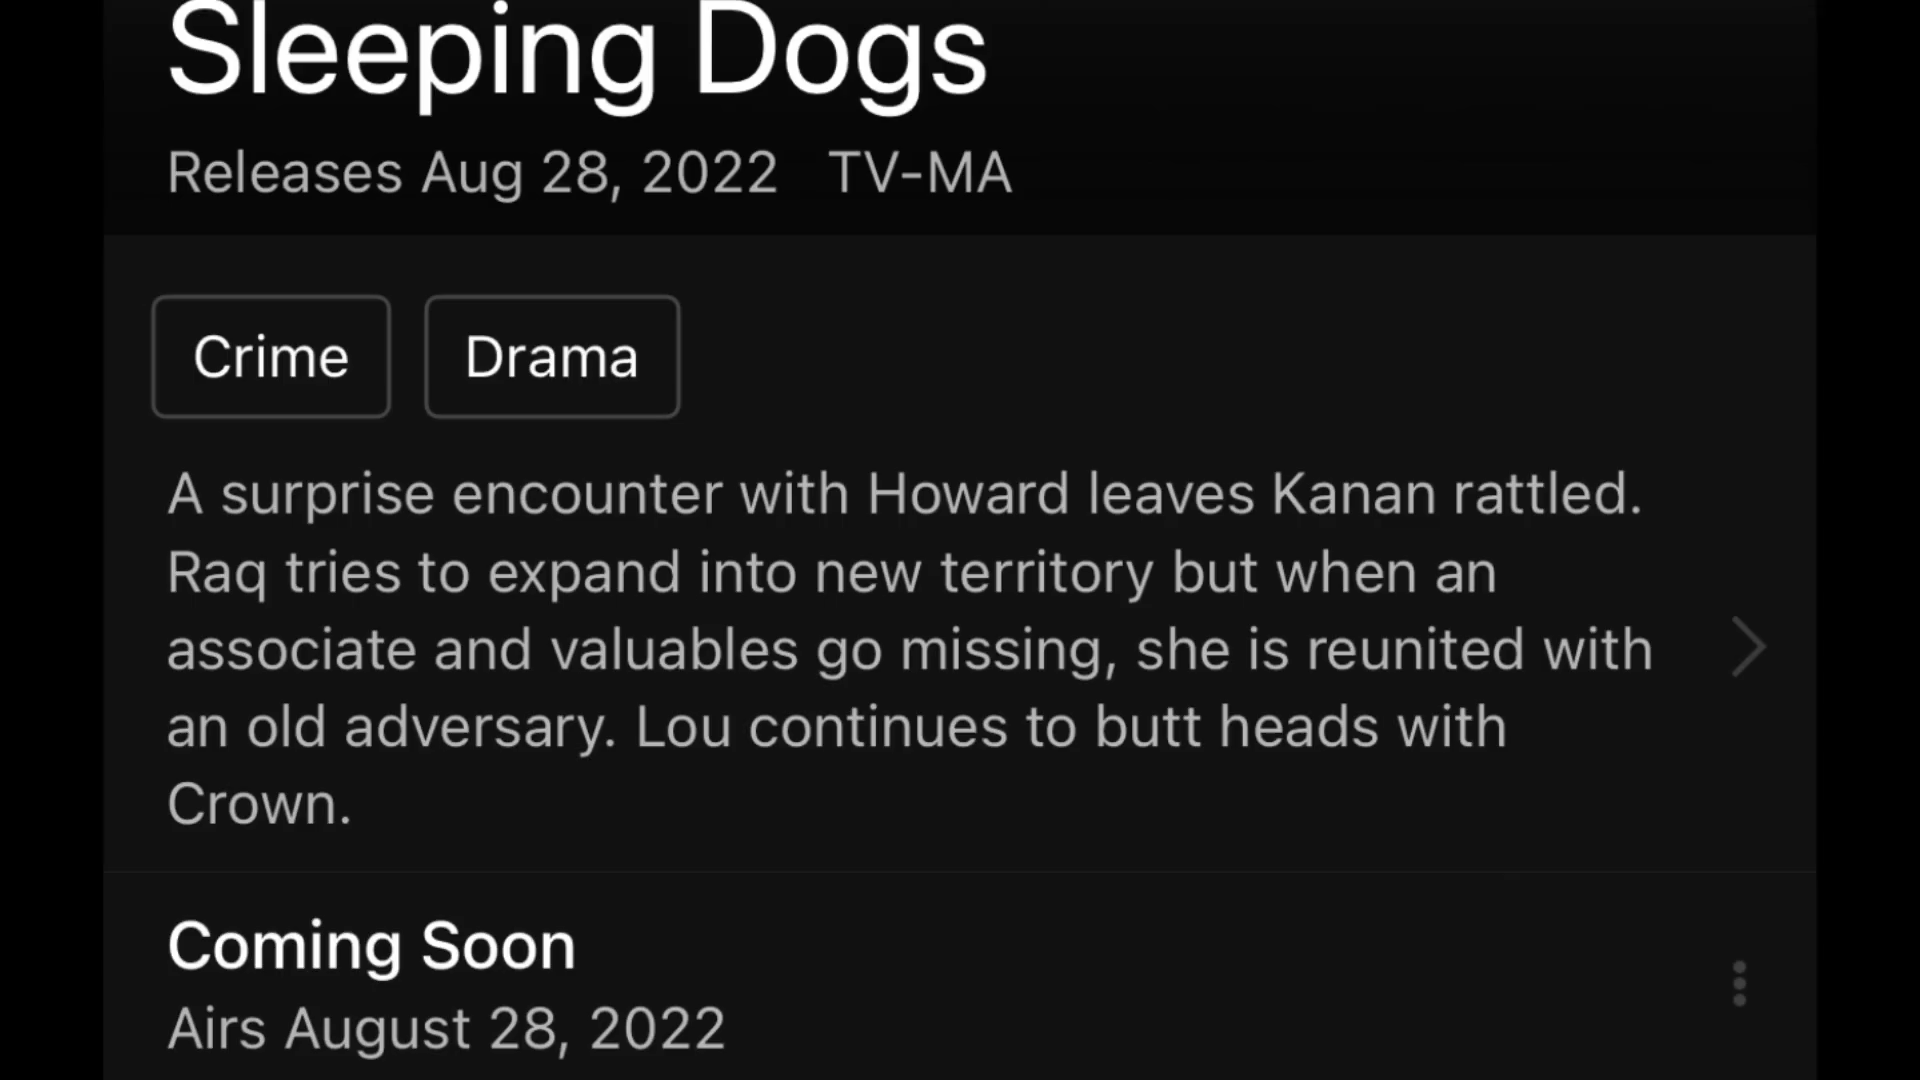 Sleeping Dogs
Releases Aug 28, 2022 TV-MA
Crime Drama
A surprise encounter with Howard leaves Kanan rattled.
Raq tries to expand into new territory but when an
associate and valuables go missing, she is reunited with
an old adversary. Lou continues to butt heads with
Crown.
Coming Soon
Airs August 28, 2022